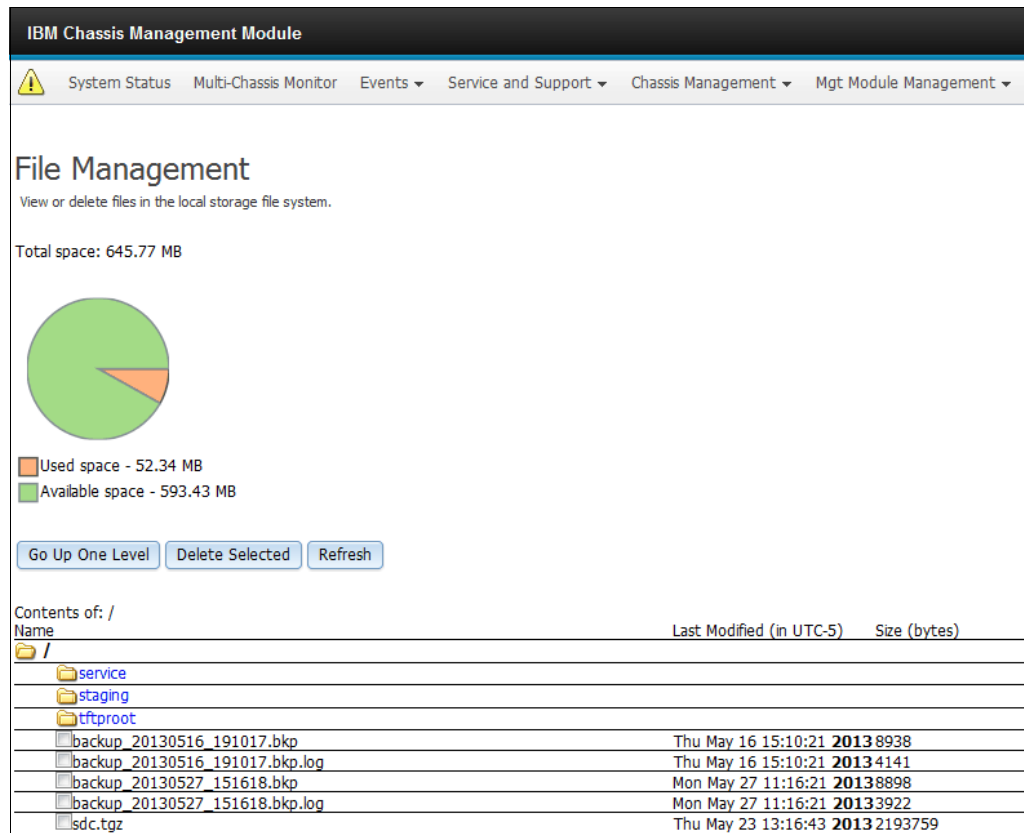 IBM Chassis Management Module
System Status Multi-Chassis Monitor Events Service and Support Chassis Management Mgt Module Management
File Management
View or delete files in the local storage file system.
Total space: 645.77 MB
Used space - 52.34 MB
Available space - 593.43 MB
Go Up One Level Delete Selected Refresh
Contents of: /
Name Last Modified (in UTC-5) Size (bytes)
/
service
staging
tftproot
backup_20130516_191017.bkp Thu May 16 15:10:21 2013 8938
backup_20130516_191017.bkp.log Thu May 16 15:10:21 2013 4141
backup_20130527_151618.bkp Mon May 27 11:16:21 2013 8898
backup_20130527_151618.bkp.log Mon May 27 11:16:21 2013 3922
sdc.tgz Thu May 23 13:16:43 2013 2193759